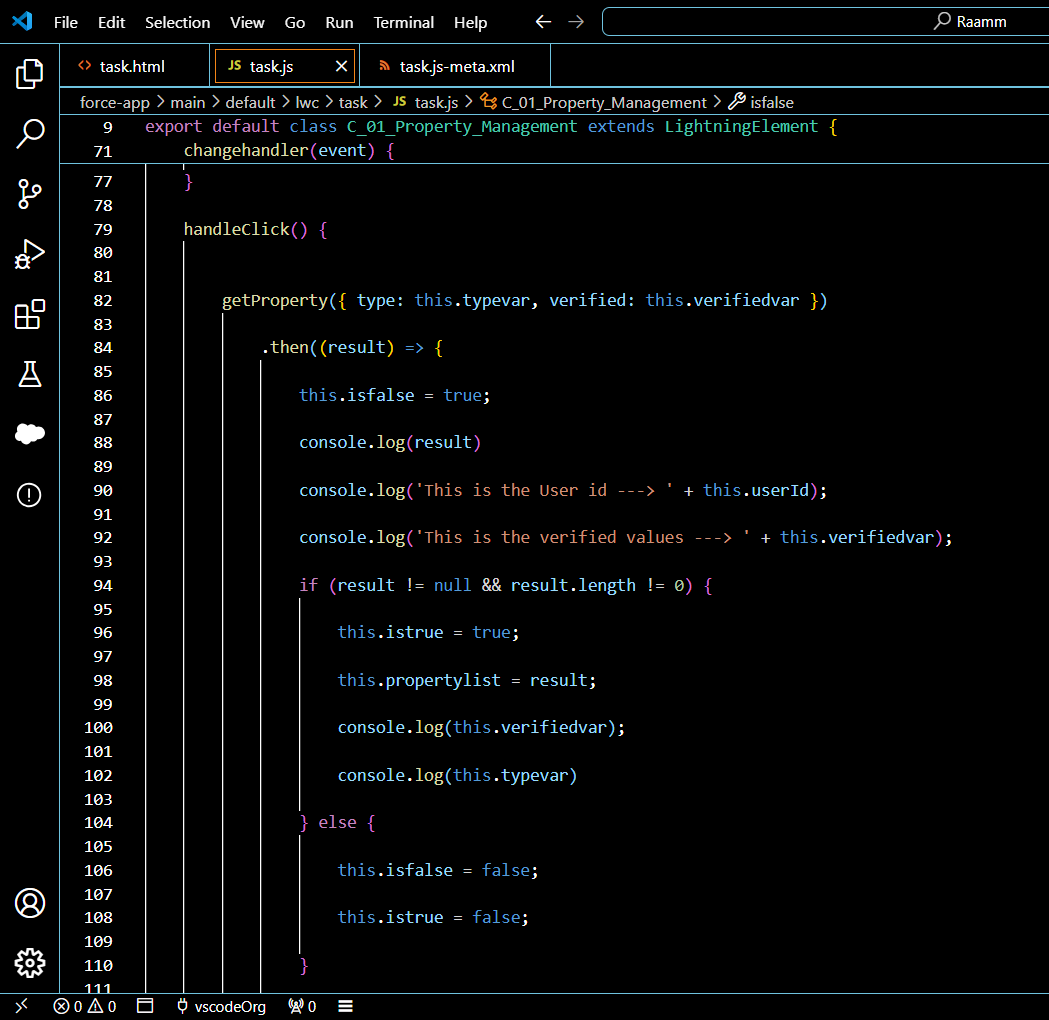 File Edit Selection View Go Run Terminal Help Raamm
task.html JS task.js task.js-meta.xml
force-app > main > default > lwc > task > JS task.js > C_01_Property_Management > isfalse
9 export default class C_01_Property_Management extends LightningElement {
71 changehandler(event) {
77 }
78
79 handleClick() {
80
81
82 getProperty({ type: this.typevar, verified: this.verifiedvar })
83
84 .then((result) => {
85
86 this.isfalse = true;
87
88 console.log(result)
89
90 console.log('This is the User id ---> ' + this.userId);
91
92 console.log('This is the verified values ---> ' + this.verifiedvar);
93
94 if (result != null && result.length != 0) {
95
96 this.istrue = true;
97
98 this.propertylist = result;
99
100 console.log(this.verifiedvar);
101
102 console.log(this.typevar)
103
104 } else {
105
106 this.isfalse = false;
107
108 this.istrue = false;
109
110 }
111
0 0 vscodeOrg 0